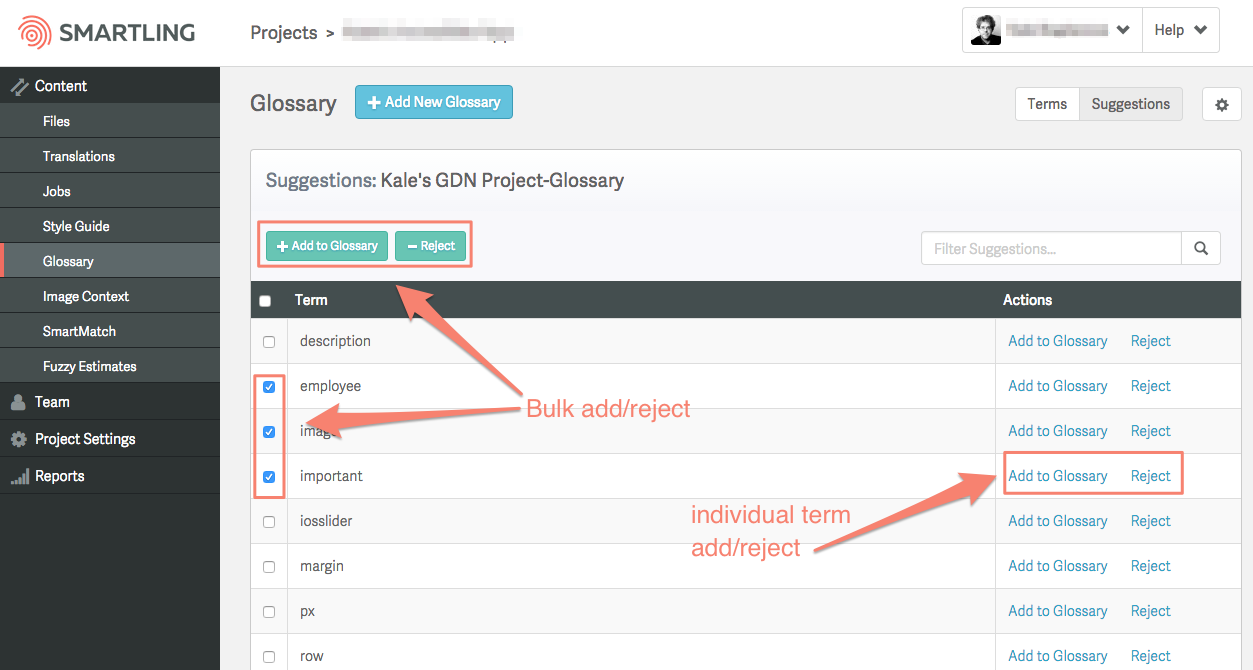 SMARTLING
Projects >
Help
Content
Files
Translations
Jobs
Style Guide
Glossary
Image Context
SmartMatch
Fuzzy Estimates
Team
Project Settings
Reports
Glossary
+ Add New Glossary
Terms Suggestions
Suggestions: Kale's GDN Project-Glossary
+ Add to Glossary – Reject
Filter Suggestions...
Term Actions
description Add to Glossary Reject
employee Add to Glossary Reject
Bulk add/reject
Add to Glossary Reject
important Add to Glossary Reject
individual term
add/reject
iosslider Add to Glossary Reject
margin Add to Glossary Reject
px Add to Glossary Reject
row Add to Glossary Reject